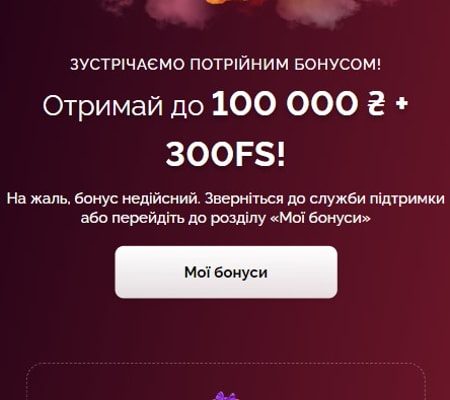 ЗУСТРІЧАЄМО ПОТРІЙНИМ БОНУСОМ!
Отримай до 100 000 ₴ +
300FS!
На жаль, бонус недійсний. Зверніться до служби підтримки
або перейдіть до розділу «Мої бонуси»
Мої бонуси